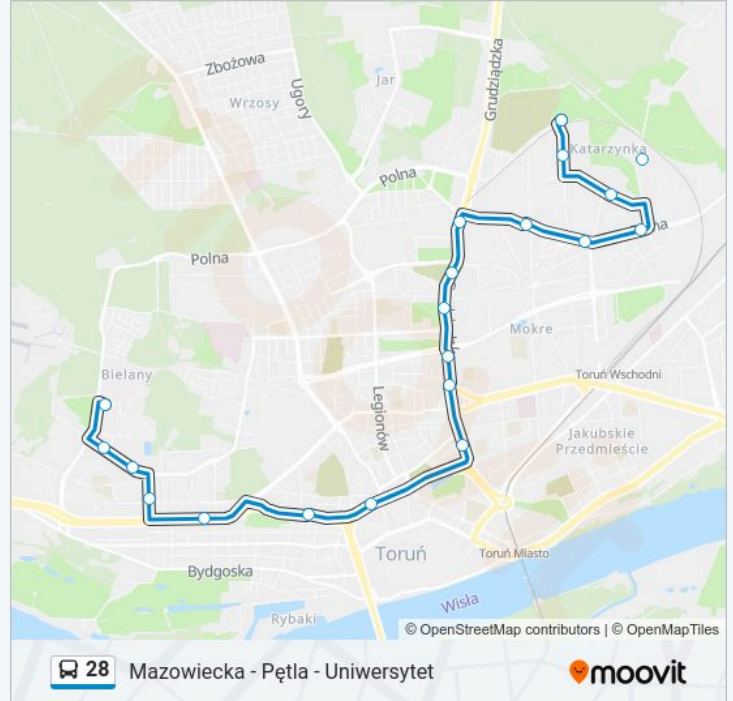 Zbożowa
Ugory
Grudziądzka
Jar
Wrzosy
Katarzynka
Polna
na
Polna
Mokre
Bielany
Toruń Wschodni
Legionów
Jakubskie
Przedmieście
Toruń
Toruń Miasto
Bydgoska
Wisła
Rybaki
© OpenStreetMap contributors | © OpenMapTiles
28 Mazowiecka - Pętla - Uniwersytet
moovit